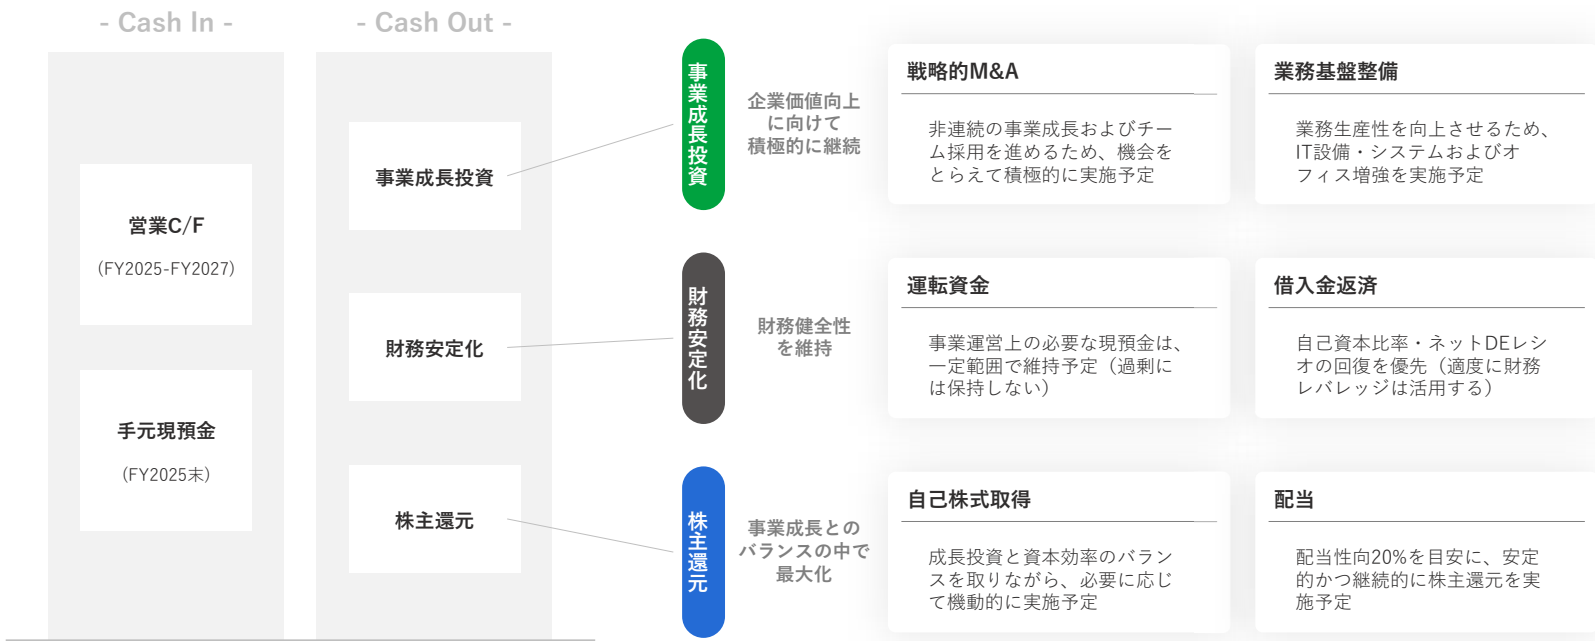 - Cash In -
- Cash Out -
営業C/F
(FY2025-FY2027)
手元現預金
(FY2025末)
事業成長投資
財務安定化
株主還元
事業成長投資
企業価値向上
に向けて
積極的に継続
戦略的M&A
非連続の事業成長およびチー
ム採用を進めるため、機会を
とらえて積極的に実施予定
業務基盤整備
業務生産性を向上させるため、
IT設備・システムおよびオ
フィス増強を実施予定
財務安定化
財務健全性
を維持
運転資金
事業運営上の必要な現預金は、
一定範囲で維持予定（過剰に
は保持しない）
借入金返済
自己資本比率・ネットDEレシ
オの回復を優先（適度に財務
レバレッジは活用する）
株主還元
事業成長との
バランスの中で
最大化
自己株式取得
成長投資と資本効率のバラン
スを取りながら、必要に応じ
て機動的に実施予定
配当
配当性向20%を目安に、安定
的かつ継続的に株主還元を実
施予定